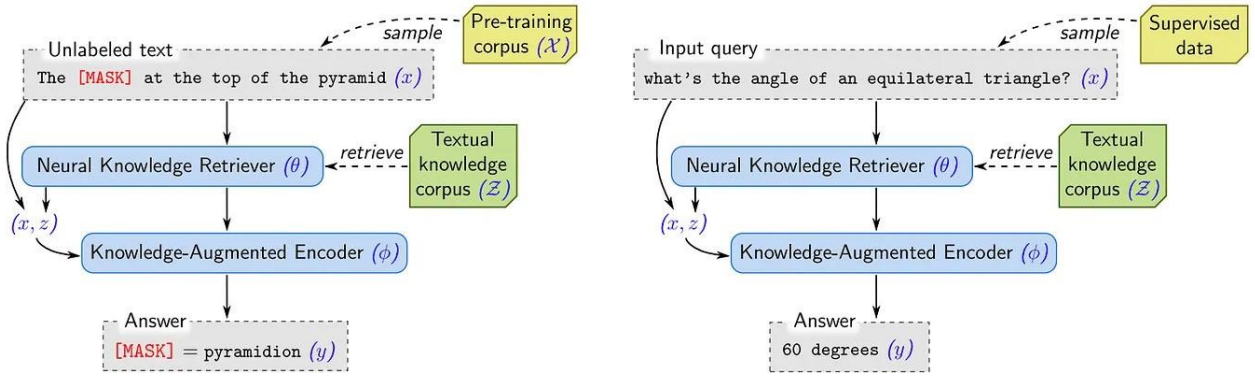 Pre-training
corpus (𝒳)
sample
Unlabeled text
The [MASK] at the top of the pyramid (x)
Neural Knowledge Retriever (θ)
retrieve
Textual
knowledge
corpus (𝒵)
(x, z)
Knowledge-Augmented Encoder (ϕ)
Answer
[MASK] = pyramidion (y)
Supervised
data
sample
Input query
what's the angle of an equilateral triangle? (x)
Neural Knowledge Retriever (θ)
retrieve
Textual
knowledge
corpus (𝒵)
(x, z)
Knowledge-Augmented Encoder (ϕ)
Answer
60 degrees (y)